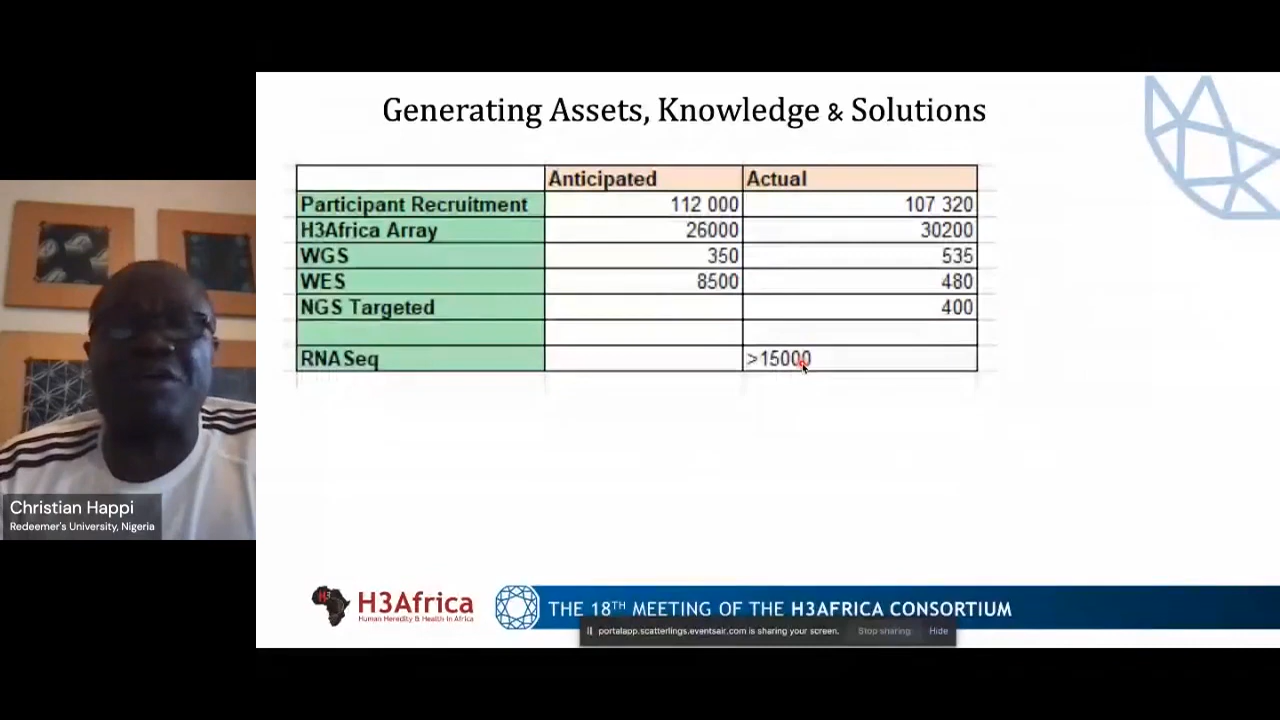 Generating Assets, Knowledge & Solutions
Anticipated Actual
Participant Recruitment 112 000 107 320
H3Africa Array 26000 30200
WGS 350 535
WES 8500 480
NGS Targeted 400
RNASeq >15000
Christian Happi
Redeemer's University, Nigeria
H3
H3Africa
Human Heredity & Health in Africa
THE 18TH MEETING OF THE H3AFRICA CONSORTIUM
portalapp.scatterlings.eventsair.com is sharing your screen. Stop sharing Hide